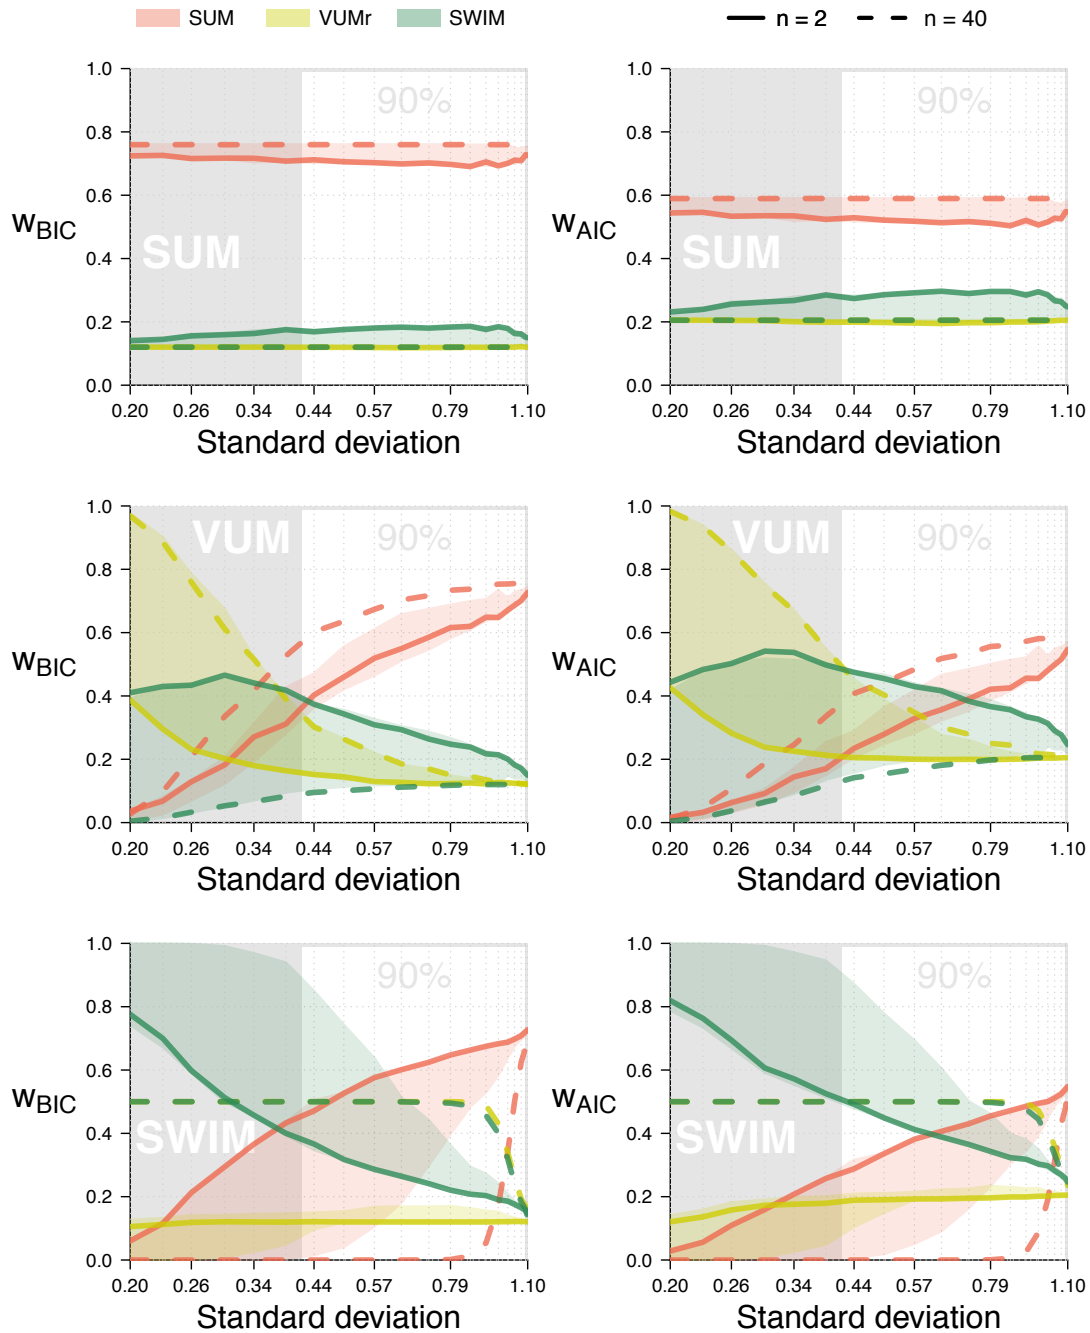 SUM VUMr SWIM n = 2 n = 40
1.0 90% 1.0 90%
0.8 0.8
0.6 0.6
wBIC SUM wAIC SUM
0.4 0.4
0.2 0.2
0.0 0.0
0.20 0.26 0.34 0.44 0.57 0.79 1.10 0.20 0.26 0.34 0.44 0.57 0.79 1.10
Standard deviation Standard deviation
1.0 VUM 90% 1.0 VUM 90%
0.8 0.8
0.6 0.6
wBIC wAIC
0.4 0.4
0.2 0.2
0.0 0.0
0.20 0.26 0.34 0.44 0.57 0.79 1.10 0.20 0.26 0.34 0.44 0.57 0.79 1.10
Standard deviation Standard deviation
1.0 90% 1.0 90%
0.8 0.8
0.6 0.6
wBIC wAIC
0.4 SWIM 0.4 SWIM
0.2 0.2
0.0 0.0
0.20 0.26 0.34 0.44 0.57 0.79 1.10 0.20 0.26 0.34 0.44 0.57 0.79 1.10
Standard deviation Standard deviation